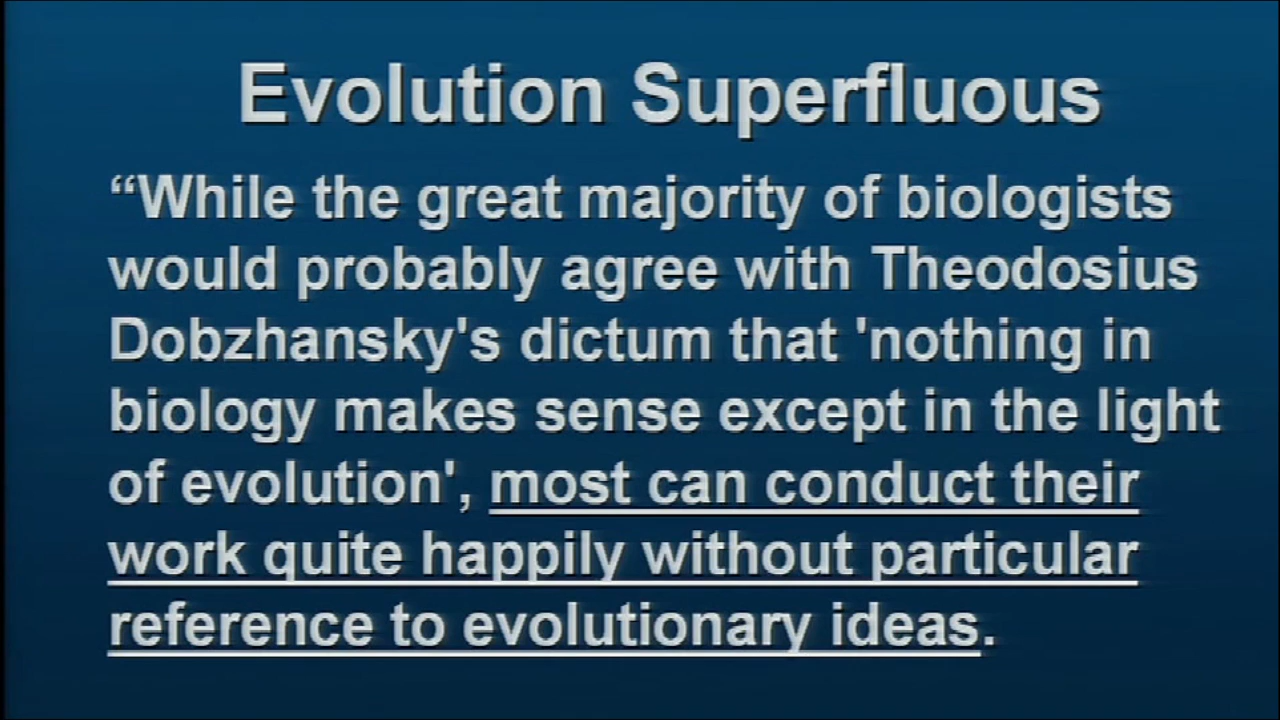 Evolution Superfluous
“While the great majority of biologists
would probably agree with Theodosius
Dobzhansky's dictum that 'nothing in
biology makes sense except in the light
of evolution', most can conduct their
work quite happily without particular
reference to evolutionary ideas.